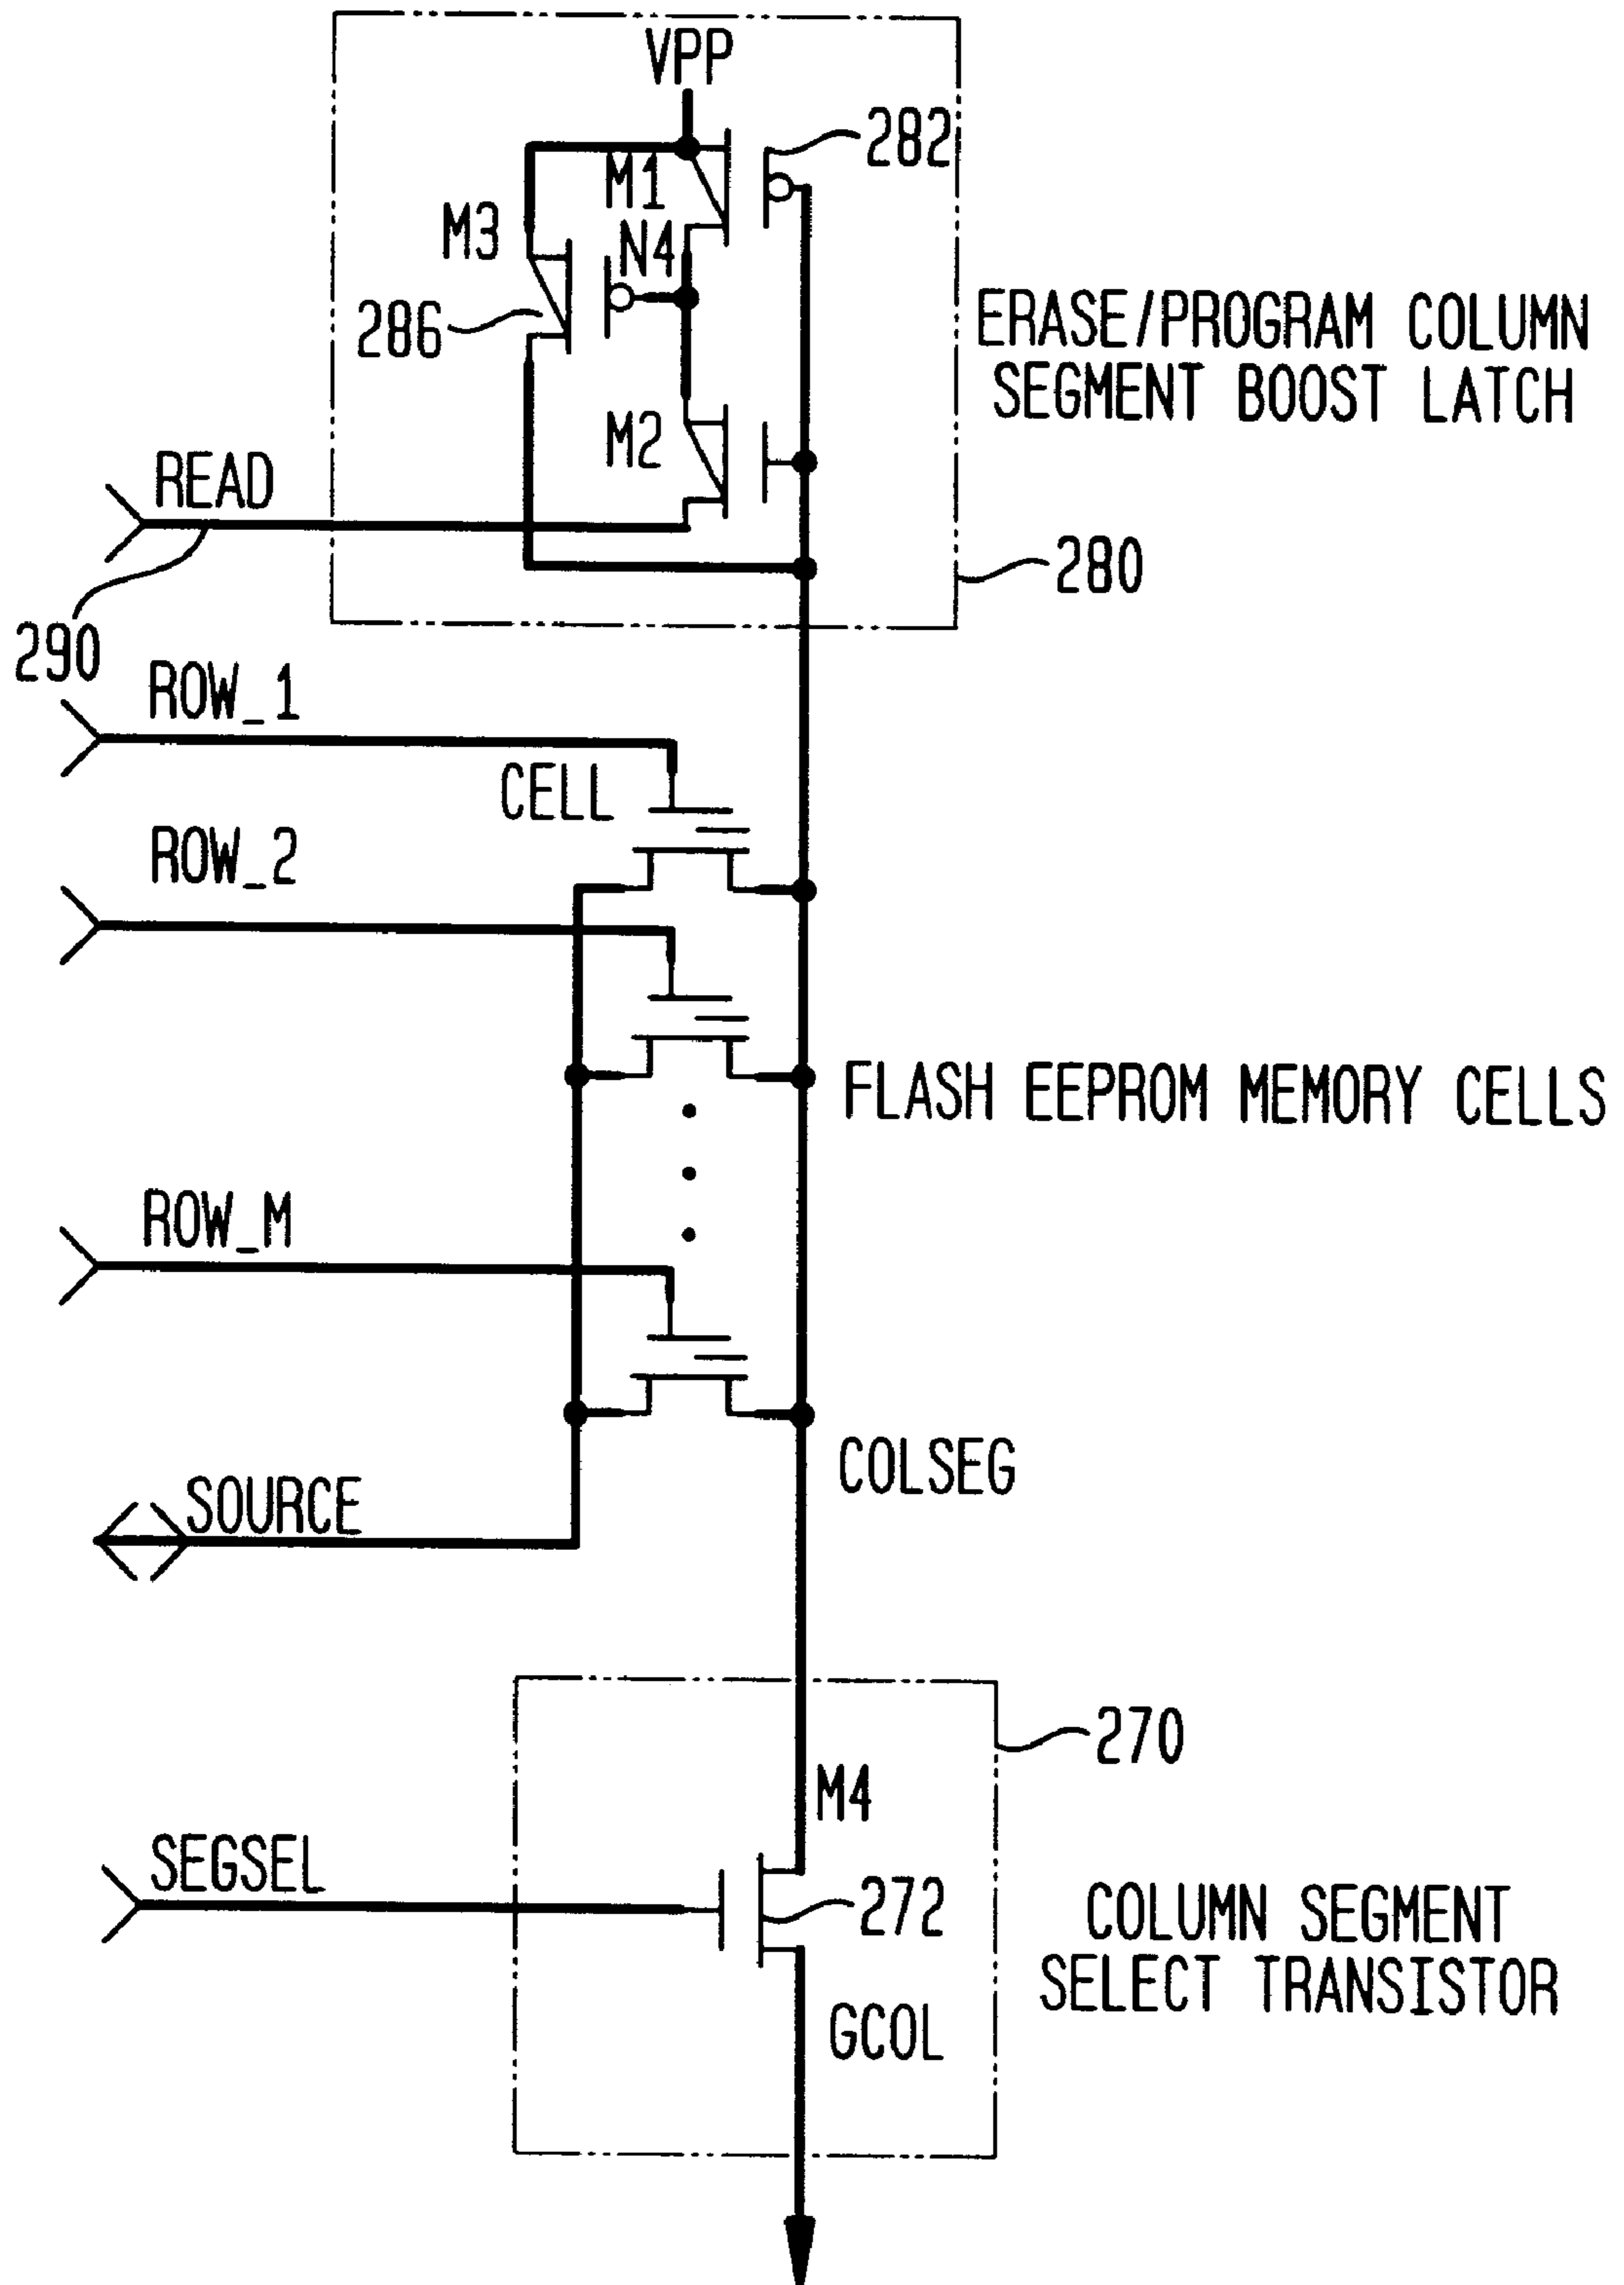 VPP
282
M1
M3
N4
286
ERASE/PROGRAM COLUMN
SEGMENT BOOST LATCH
M2
READ
280
290
ROW_1
CELL
ROW_2
FLASH EEPROM MEMORY CELLS
ROW_M
COLSEG
SOURCE
270
M4
SEGSEL
272
COLUMN SEGMENT
SELECT TRANSISTOR
GCOL